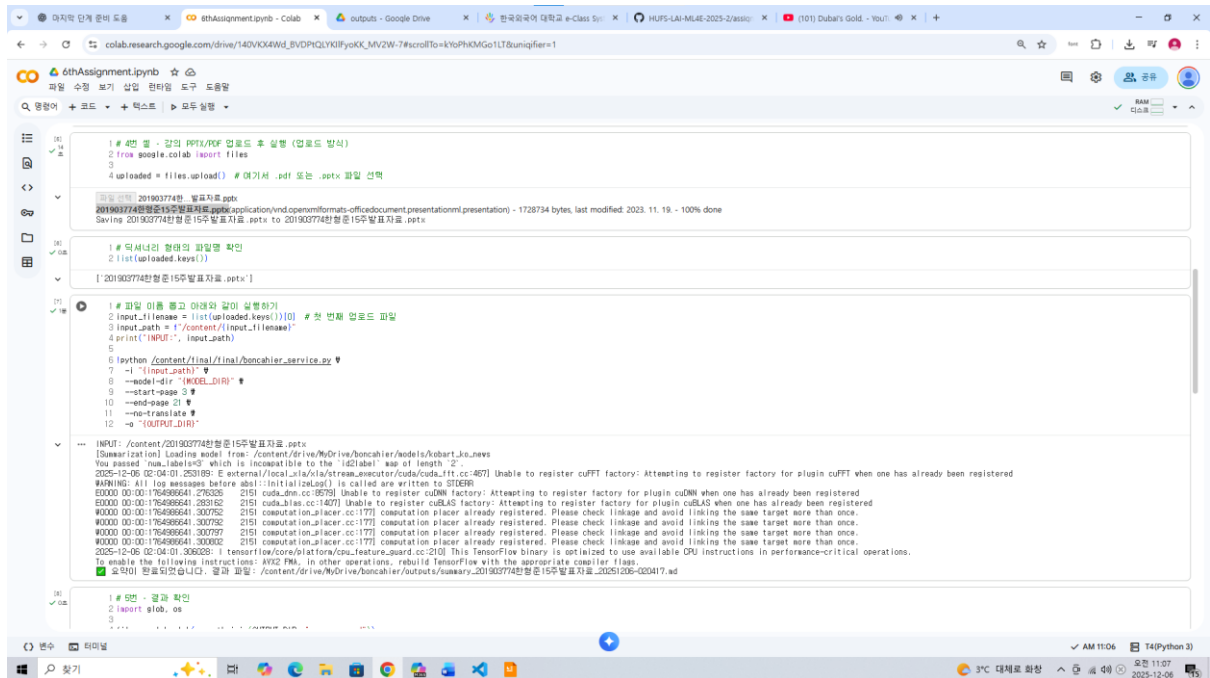 마지막 단계 준비 도움
6thAssignment.ipynb - Colab
outputs - Google Drive
한국외국어 대학교 e-Class Sys
HUFS-LAI-ML4E-2025-2/assig
(101) Dubai's Gold. - YouT
colab.research.google.com/drive/140VKX4Wd_BVDPtQLYKIlFyoKK_MV2W-7#scrollTo=kYoPhKMGo1LT&uniqifier=1
6thAssignment.ipynb
파일 수정 보기 삽입 런타임 도구 도움말
공유
명령어 + 코드 + 텍스트 모두 실행
RAM
디스크
1 # 4번 셀 - 강의 PPTX/PDF 업로드 후 실행 (업로드 방식)
2 from google.colab import files
3
4 uploaded = files.upload() # 여기서 .pdf 또는 .pptx 파일 선택
파일 선택 201903774한...발표자료.pptx
201903774한형준15주발표자료.pptx(application/vnd.openxmlformats-officedocument.presentationml.presentation) - 1728734 bytes, last modified: 2023. 11. 19. - 100% done
Saving 201903774한형준15주발표자료.pptx to 201903774한형준15주발표자료.pptx
[6]
0초
1 # 딕셔너리 형태의 파일명 확인
2 list(uploaded.keys())
['201903774한형준15주발표자료.pptx']
[7]
1분
1 # 파일 이름 뽑고 아래와 같이 실행하기
2 input_filename = list(uploaded.keys())[0] # 첫 번째 업로드 파일
3 input_path = f"/content/{input_filename}"
4 print("INPUT:", input_path)
5
6 !python /content/final/final/boncahier_service.py \
7 -i "{input_path}" \
8 --model-dir "{MODEL_DIR}" \
9 --start-page 3 \
10 --end-page 21 \
11 --no-translate \
12 -o "{OUTPUT_DIR}"
INPUT: /content/201903774한형준15주발표자료.pptx
[Summarization] Loading model from: /content/drive/MyDrive/boncahier/models/kobart_ko_news
You passed `num_labels=3` which is incompatible to the `id2label` map of length `2`.
2025-12-06 02:04:01.253189: E external/local_xla/xla/stream_executor/cuda/cuda_fft.cc:467] Unable to register cuFFT factory: Attempting to register factory for plugin cuFFT when one has already been registered
WARNING: All log messages before absl::InitializeLog() is called are written to STDERR
E0000 00:00:1764986641.276326 2151 cuda_dnn.cc:8579] Unable to register cuDNN factory: Attempting to register factory for plugin cuDNN when one has already been registered
E0000 00:00:1764986641.283162 2151 cuda_blas.cc:1407] Unable to register cuBLAS factory: Attempting to register factory for plugin cuBLAS when one has already been registered
W0000 00:00:1764986641.300752 2151 computation_placer.cc:177] computation placer already registered. Please check linkage and avoid linking the same target more than once.
W0000 00:00:1764986641.300792 2151 computation_placer.cc:177] computation placer already registered. Please check linkage and avoid linking the same target more than once.
W0000 00:00:1764986641.300797 2151 computation_placer.cc:177] computation placer already registered. Please check linkage and avoid linking the same target more than once.
W0000 00:00:1764986641.300802 2151 computation_placer.cc:177] computation placer already registered. Please check linkage and avoid linking the same target more than once.
2025-12-06 02:04:01.306028: I tensorflow/core/platform/cpu_feature_guard.cc:210] This TensorFlow binary is optimized to use available CPU instructions in performance-critical operations.
To enable the following instructions: AVX2 FMA, in other operations, rebuild TensorFlow with the appropriate compiler flags.
✅ 요약이 완료되었습니다. 결과 파일: /content/drive/MyDrive/boncahier/outputs/summary_201903774한형준15주발표자료_20251206-020417.md
[8]
0초
1 # 5번 - 결과 확인
2 import glob, os
3
변수 터미널
AM 11:06 T4(Python 3)
찾기
3°C 대체로 화창
오전 11:07
2025-12-06